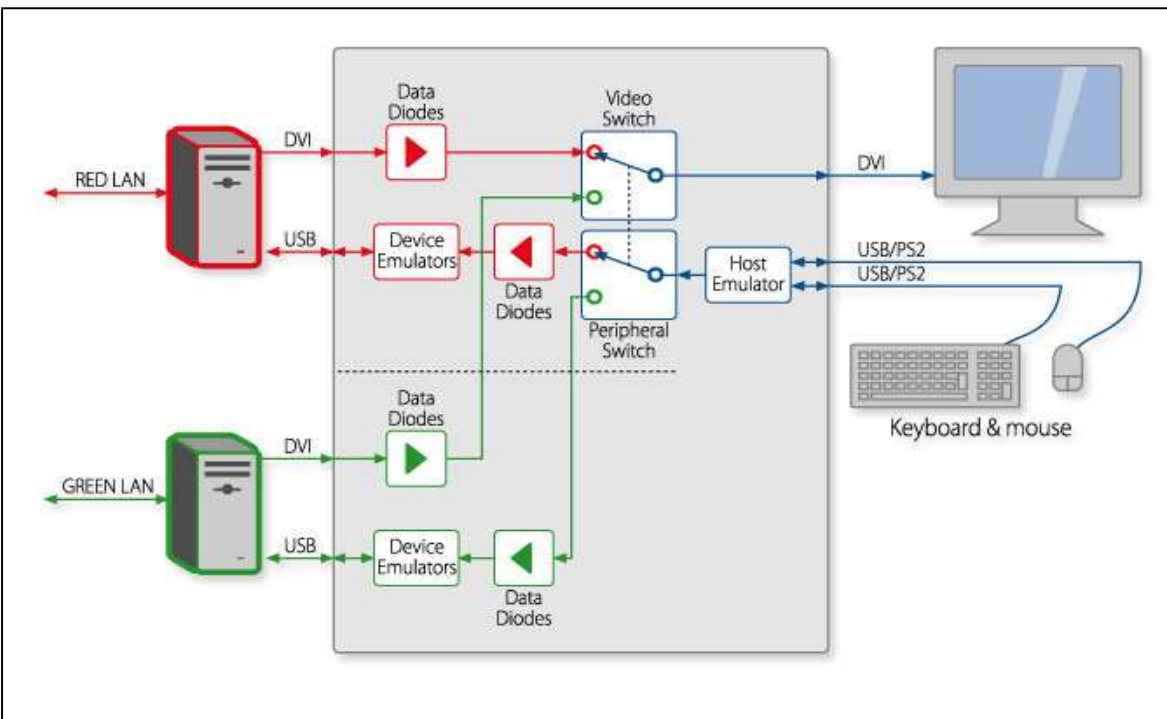 Data
Diodes
Video
Switch
DVI
DVI
RED LAN
USB
Device
Emulators
Data
Diodes
Peripheral
Switch
Host
Emulator
USB/PS2
USB/PS2
Keyboard & mouse
Data
Diodes
DVI
GREEN LAN
USB
Device
Emulators
Data
Diodes